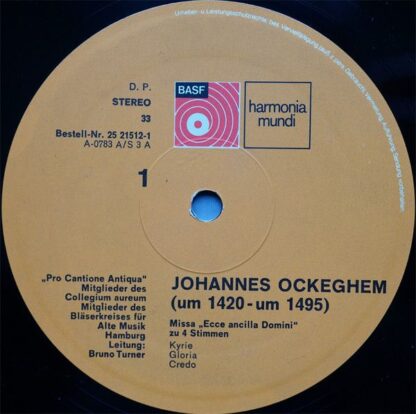 Urheber- u. Leistungsschutzrechte
D. P.
STEREO
33
Bestell-Nr. 25 21512-1
A-0783 A/S 3 A
BASF
harmonia
mundi
1
„Pro Cantione Antiqua"
Mitglieder des
Collegium aureum
Mitglieder des
Bläserkreises für
Alte Musik
Hamburg
Leitung:
Bruno Turner
JOHANNES OCKEGHEM
(um 1420 - um 1495)
Missa „Ecce ancilla Domini"
zu 4 Stimmen
Kyrie
Gloria
Credo